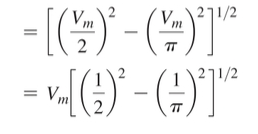 = [(V_m/2)^2 − (V_m/π)^2]^{1/2}
= V_m[(1/2)^2 − (1/π)^2]^{1/2}